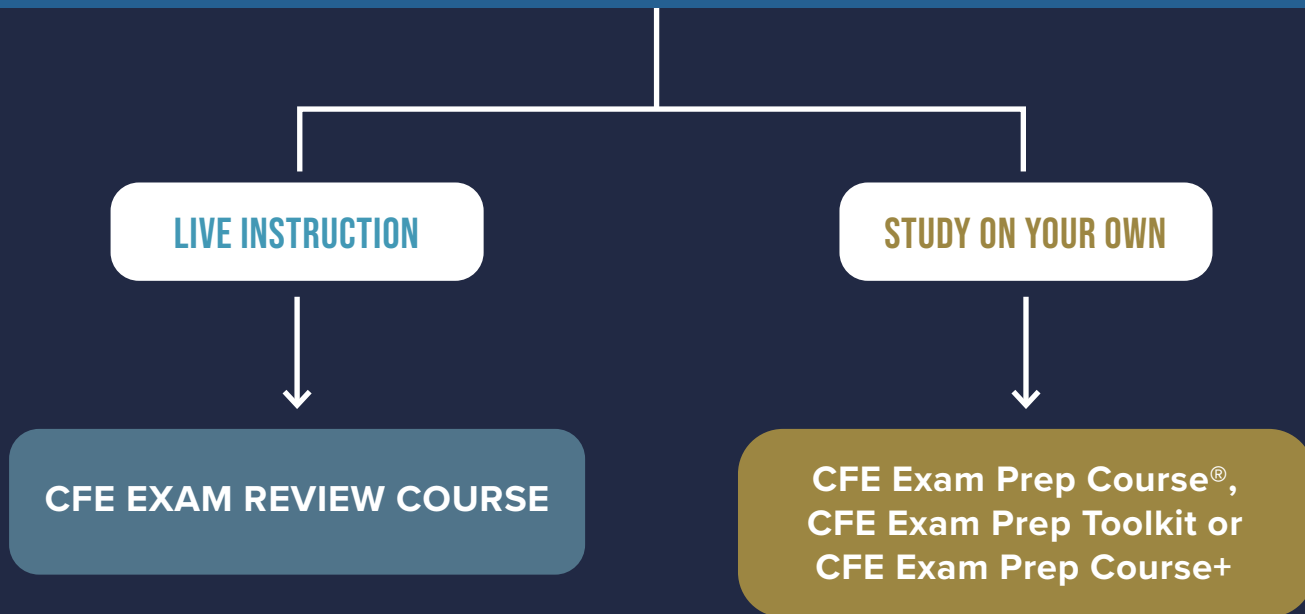 LIVE INSTRUCTION
STUDY ON YOUR OWN
CFE EXAM REVIEW COURSE
CFE Exam Prep Course®,
CFE Exam Prep Toolkit or
CFE Exam Prep Course+